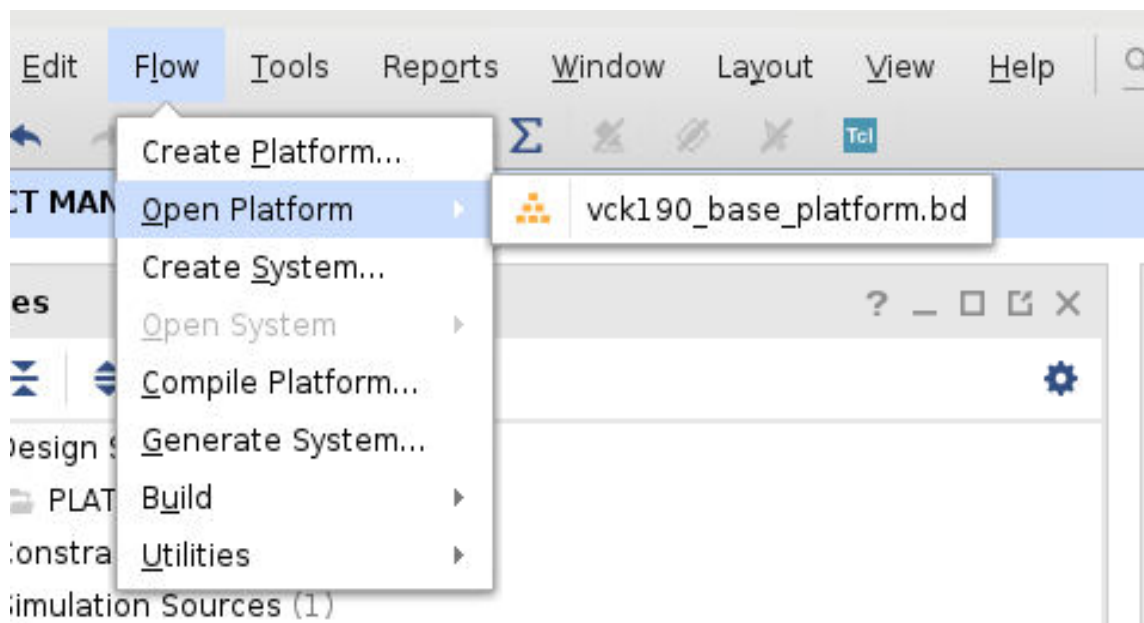 Edit Flow Tools Reports Window Layout View Help
Σ Tcl
Create Platform...
Open Platform vck190_base_platform.bd
Create System...
? 
Open System
Compile Platform...
Generate System...
PLAT
Build
Utilities
Simulation Sources (1)